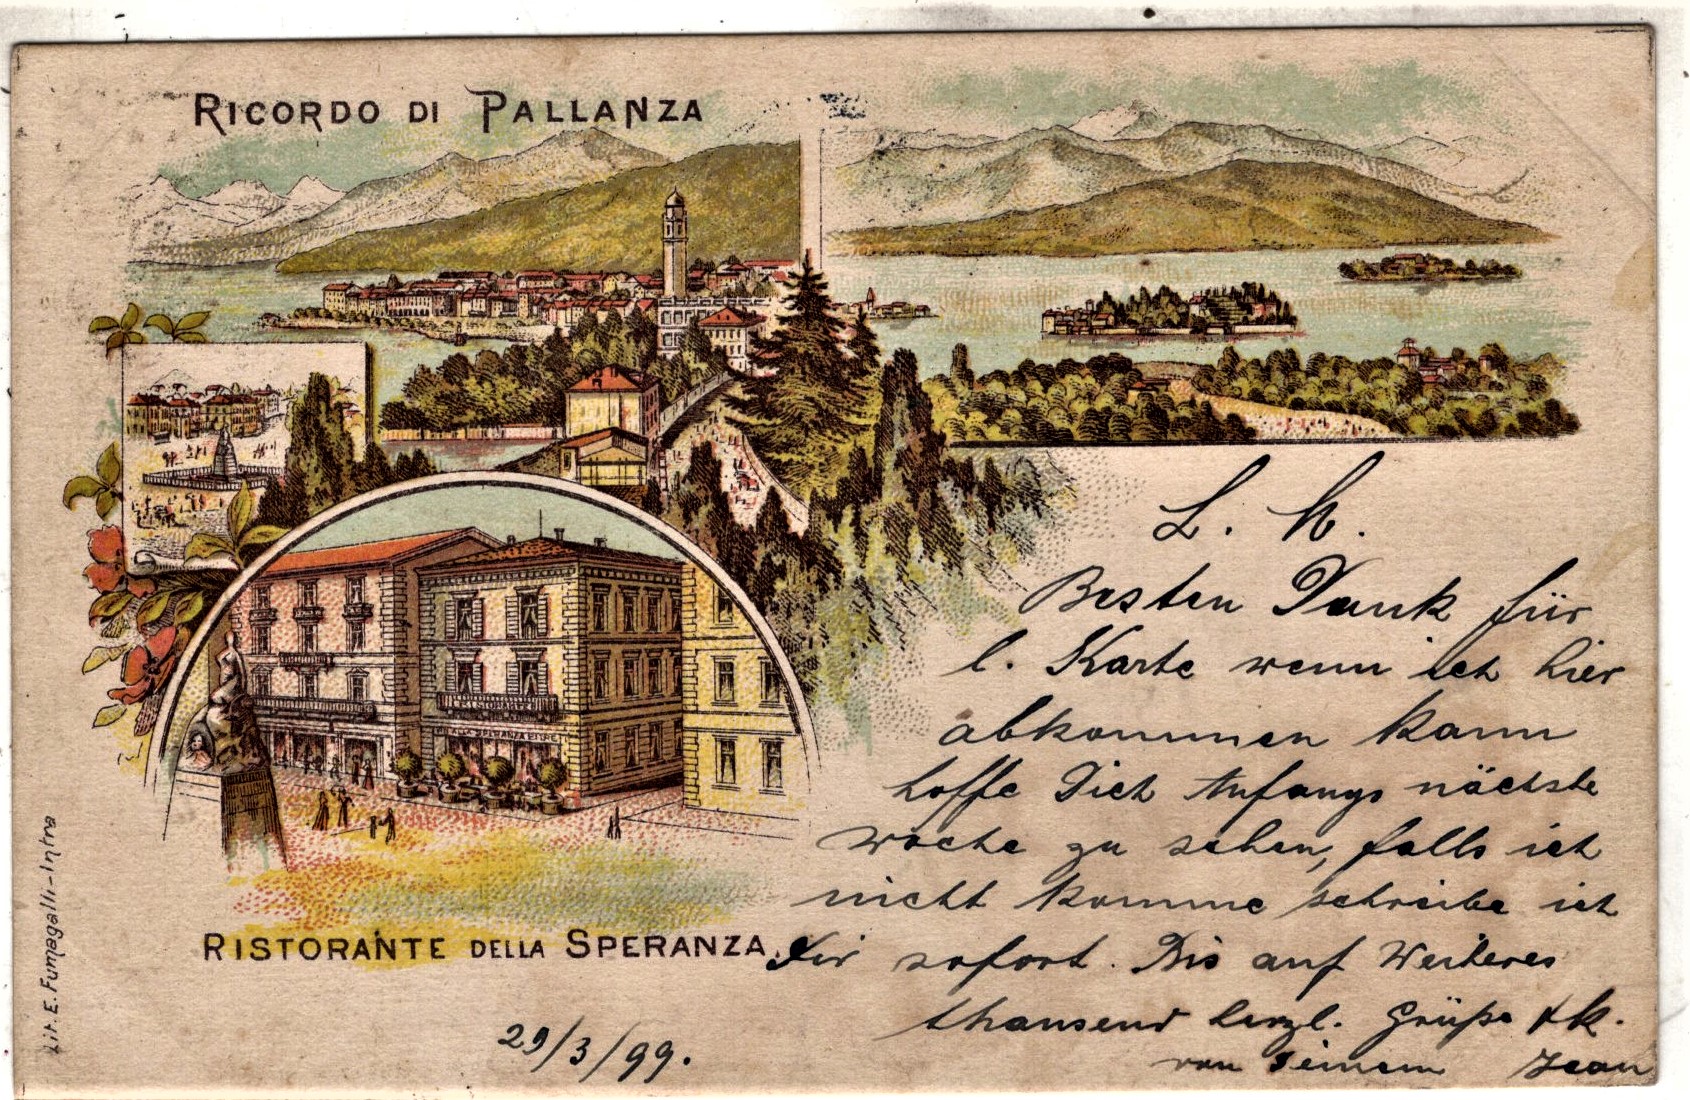 RICORDO DI PALLANZA
RISTORANTE
ALLA SPERANZA BIRRE
RISTORANTE DELLA SPERANZA.
Lit. E. Fumagalli-Intra
29/3/99.
L. H.
Besten Dank für
l. Karte wenn ich hier
abkommen kann
hoffe Dich Anfangs nächste
woche zu sehen, falls ich
nicht komme schreibe ich
Dir sofort. Bis auf Weiteres
thausend herzl. Grüße & k.
von Deinem Jean